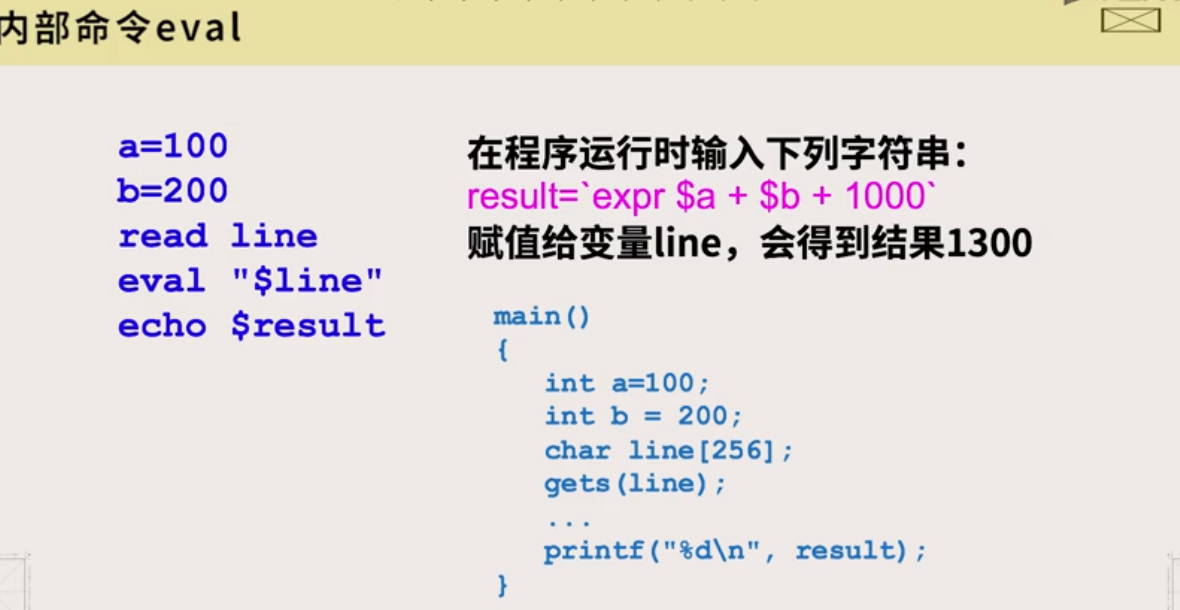 内部命令eval
a=100
b=200
read line
eval "$line"
echo $result
在程序运行时输入下列字符串：
result=`expr $a + $b + 1000`
赋值给变量line，会得到结果1300
main()
{
int a=100;
int b = 200;
char line[256];
gets(line);
...
printf("%d\n", result);
}